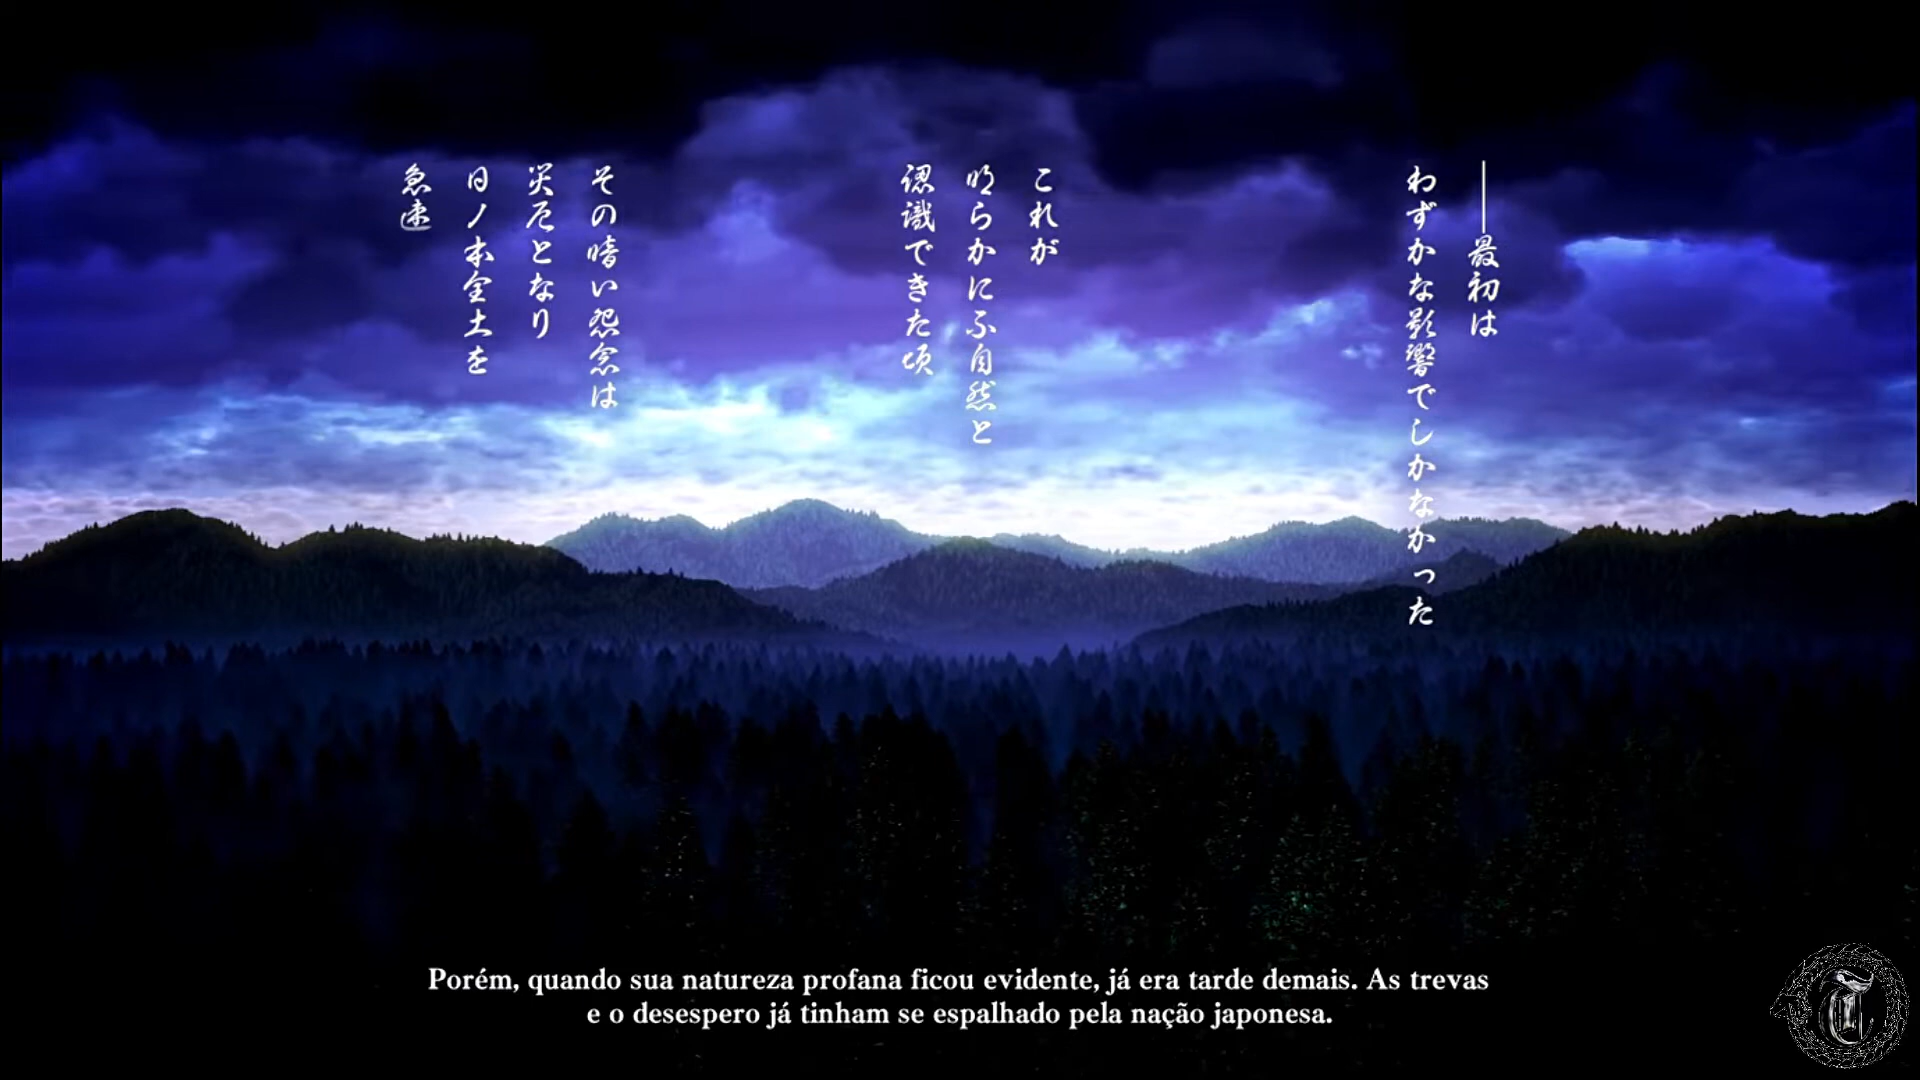 ――最初は
わずかな影響でしかなかった
これが
明らかにふ自然と
認識できた頃
その暗い怨念は
災厄となり
日ノ本全土を
急速
Porém, quando sua natureza profana ficou evidente, já era tarde demais. As trevas
e o desespero já tinham se espalhado pela nação japonesa.